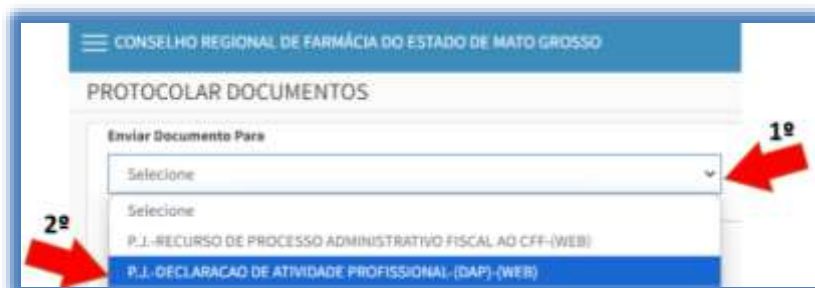 CONSELHO REGIONAL DE FARMÁCIA DO ESTADO DE MATO GROSSO
PROTOCOLAR DOCUMENTOS
Enviar Documento Para
1º
Selecione
Selecione
2º
P.J.-RECURSO DE PROCESSO ADMINISTRATIVO FISCAL AO CFF-(WEB)
P.J.-DECLARACAO DE ATIVIDADE PROFISSIONAL-(DAP)-(WEB)